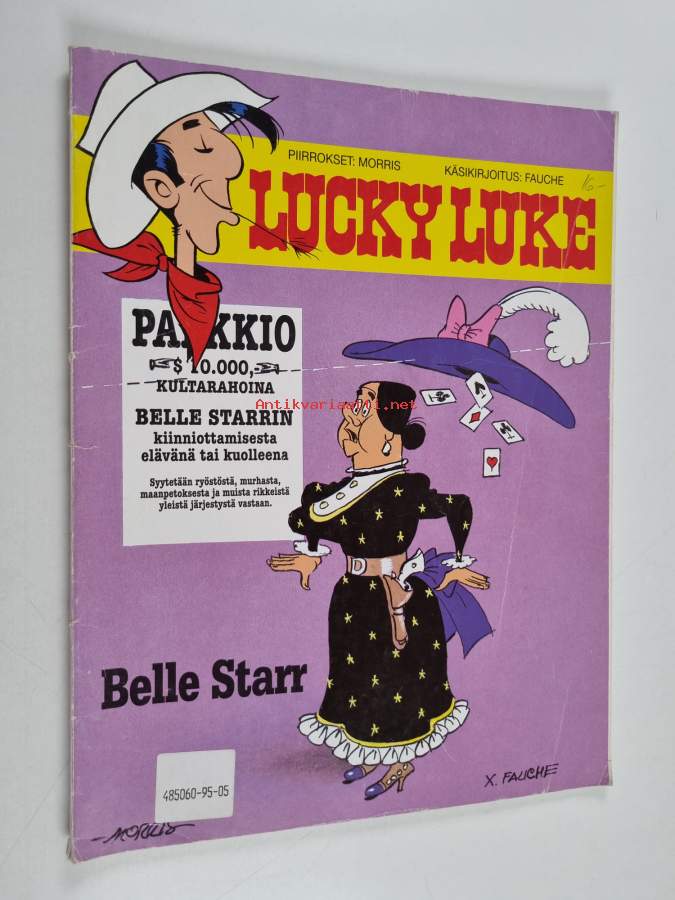 PIIRROKSET: MORRIS
KÄSIKIRJOITUS: FAUCHE
16-
LUCKY LUKE
PALKKIO
$ 10.000,-
KULTARAHOINA
BELLE STARRIN
kiinniottamisesta
elävänä tai kuolleena
Syytetään ryöstöstä, murhasta,
maanpetoksesta ja muista rikkeistä
yleistä järjestystä vastaan.
Antikvariaatti.net
Belle Starr
485060-95-05
X. FAUCHE
MORRIS